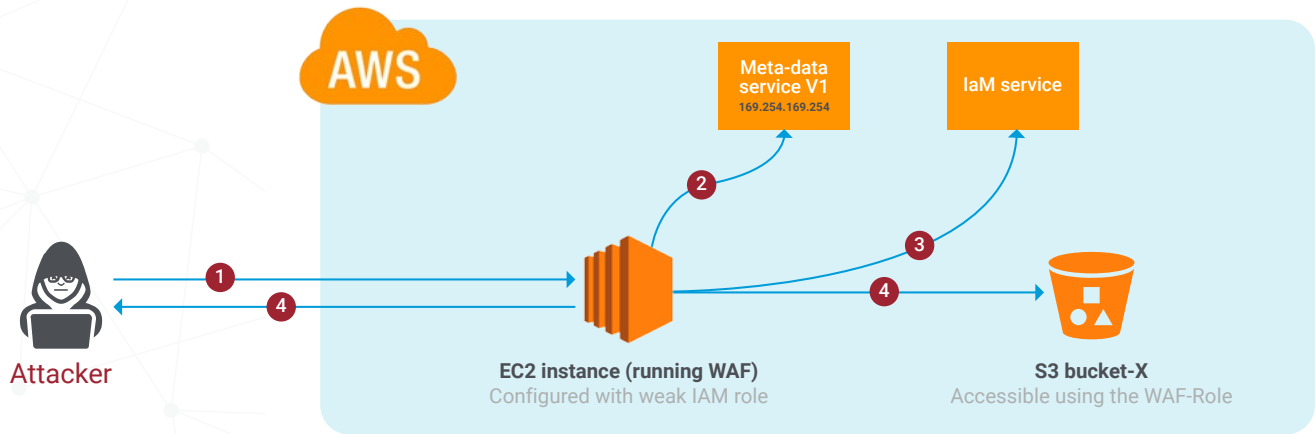 AWS
Meta-data
service V1
169.254.169.254
IaM service
2
3
1
4
4
Attacker
EC2 instance (running WAF)
Configured with weak IAM role
S3 bucket-X
Accessible using the WAF-Role